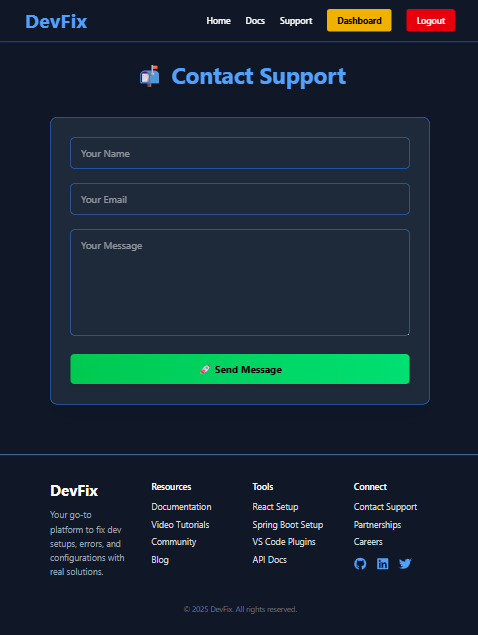 DevFix Home Docs Support Dashboard Logout
📬 Contact Support
Your Name
Your Email
Your Message
🚀 Send Message
DevFix
Your go-to
platform to fix dev
setups, errors, and
configurations with
real solutions.
Resources
Documentation
Video Tutorials
Community
Blog
Tools
React Setup
Spring Boot Setup
VS Code Plugins
API Docs
Connect
Contact Support
Partnerships
Careers
© 2025 DevFix. All rights reserved.